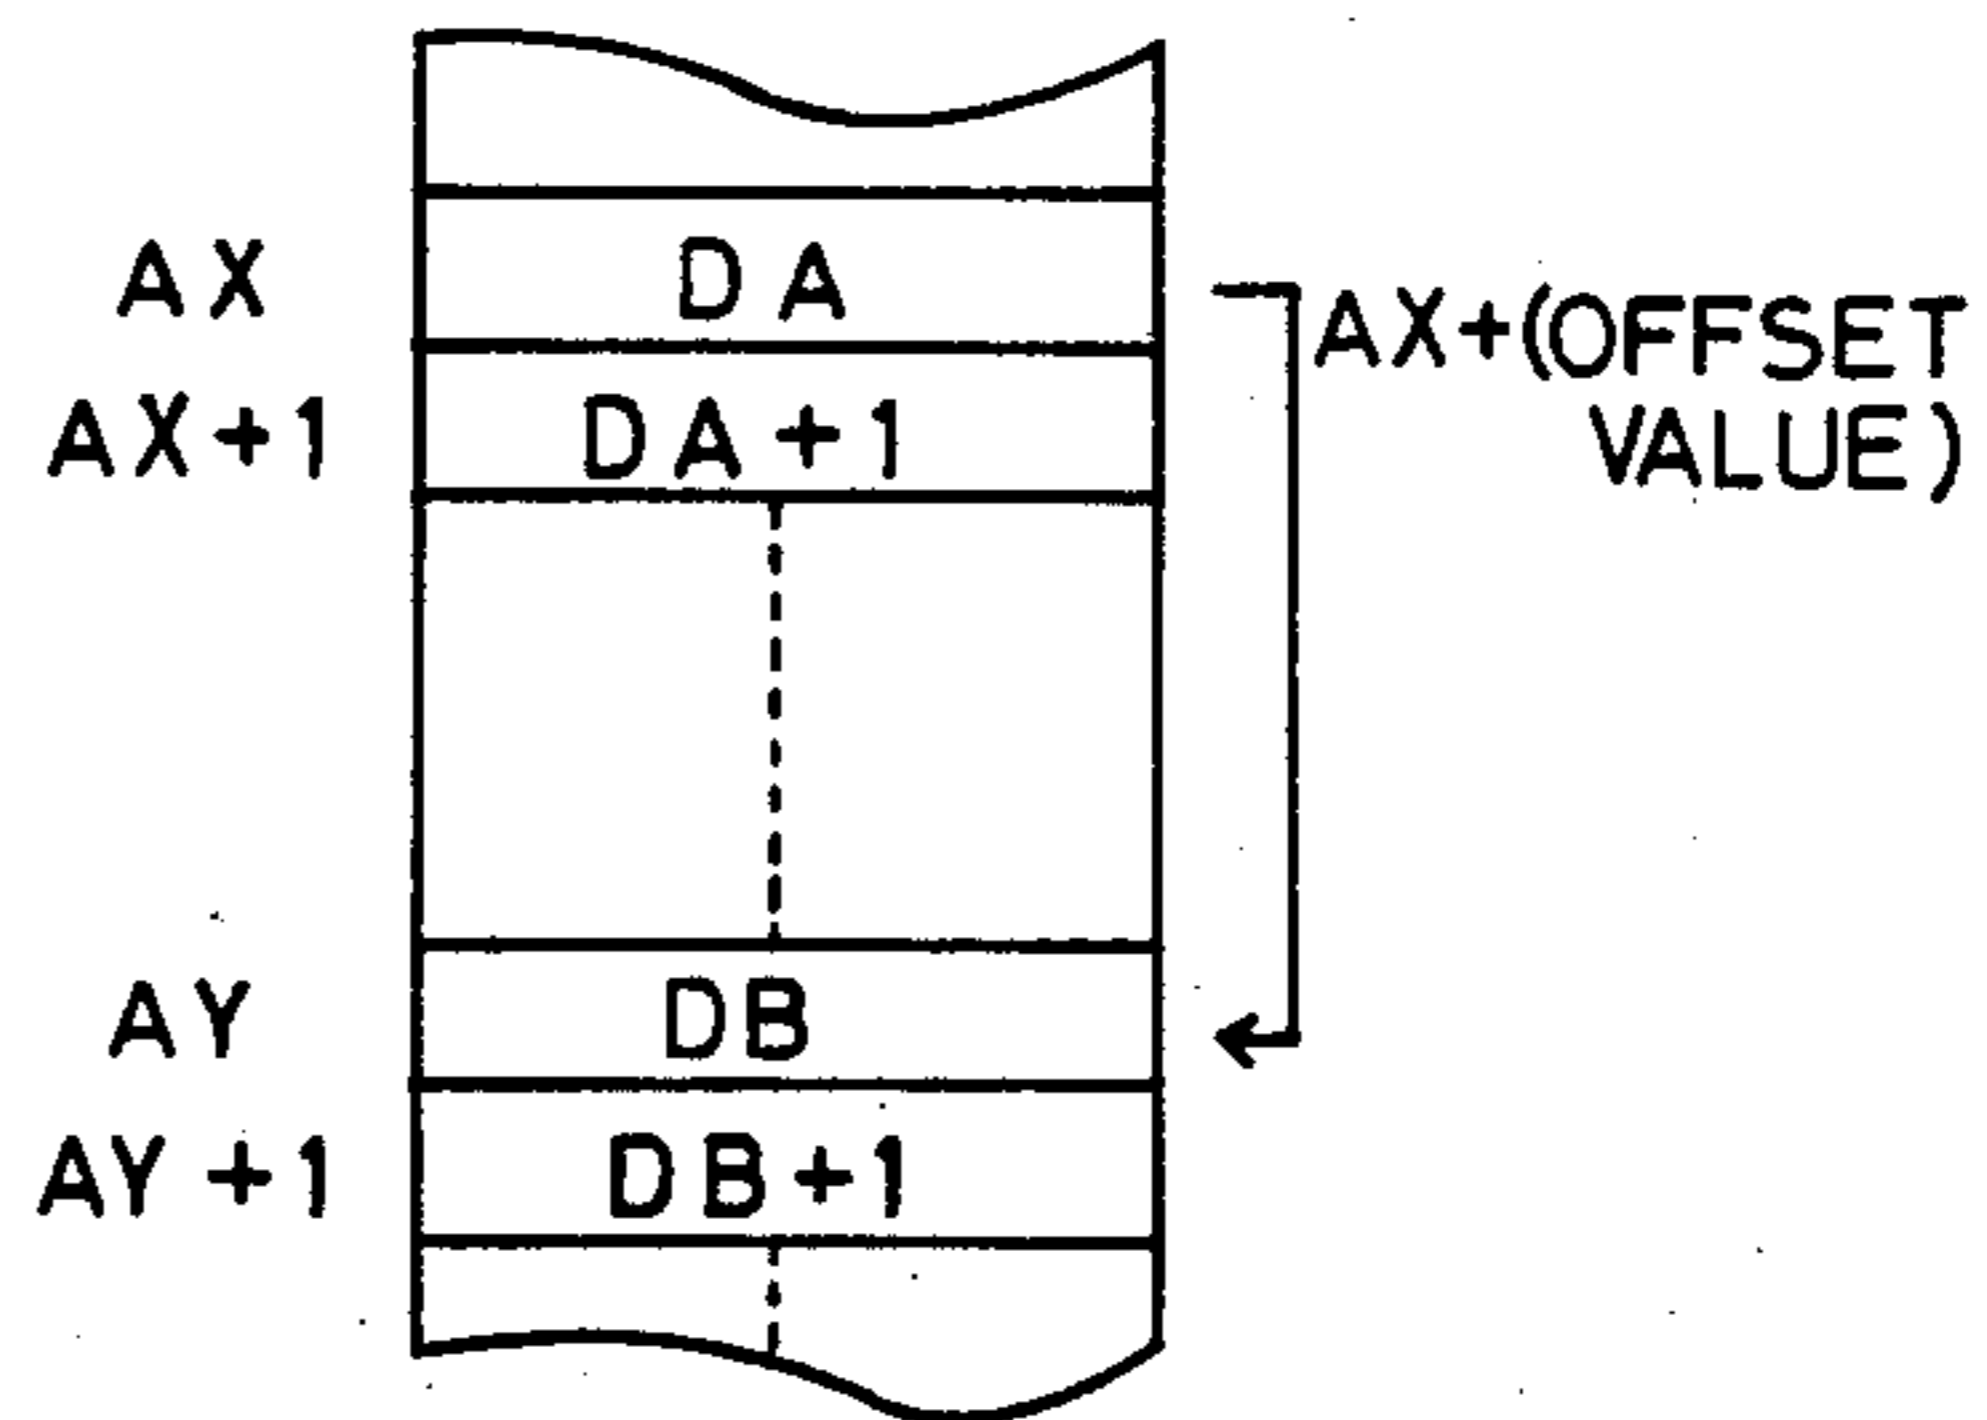 AX
DA
AX+(OFFSET
VALUE)
AX+1
DA+1
AY
DB
AY+1
DB+1